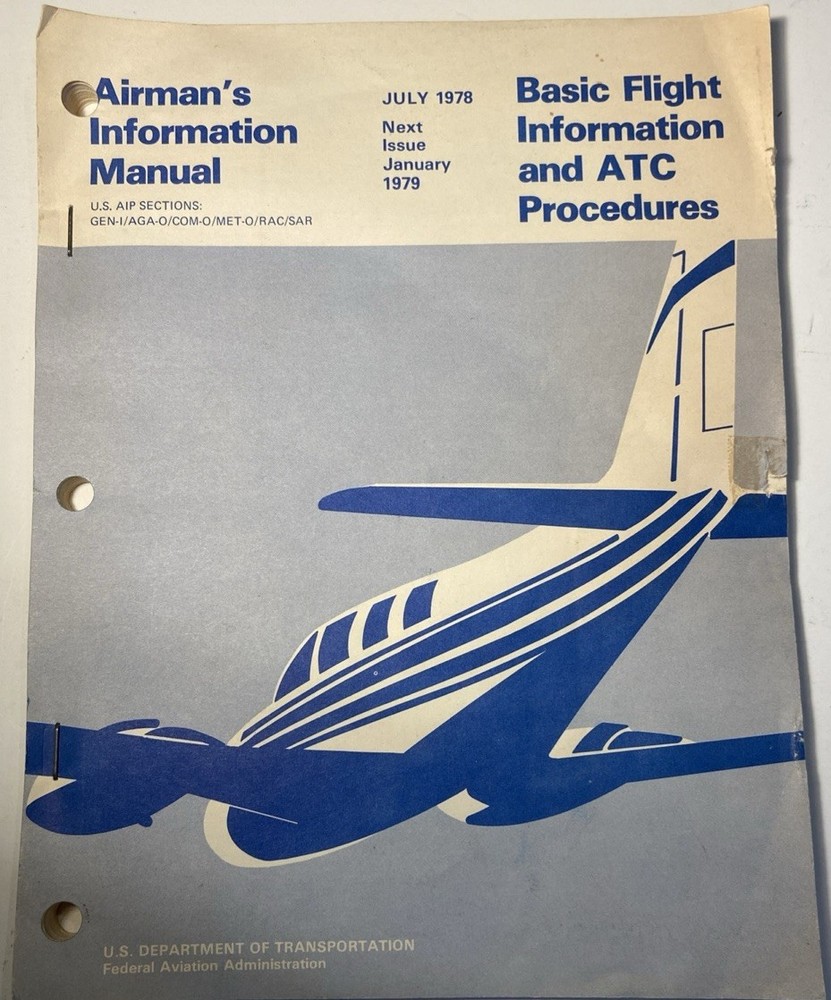 Airman's
Information
Manual
U.S. AIP SECTIONS:
GEN-I/AGA-O/COM-O/MET-O/RAC/SAR
JULY 1978
Next
Issue
January
1979
Basic Flight
Information
and ATC
Procedures
U.S. DEPARTMENT OF TRANSPORTATION
Federal Aviation Administration